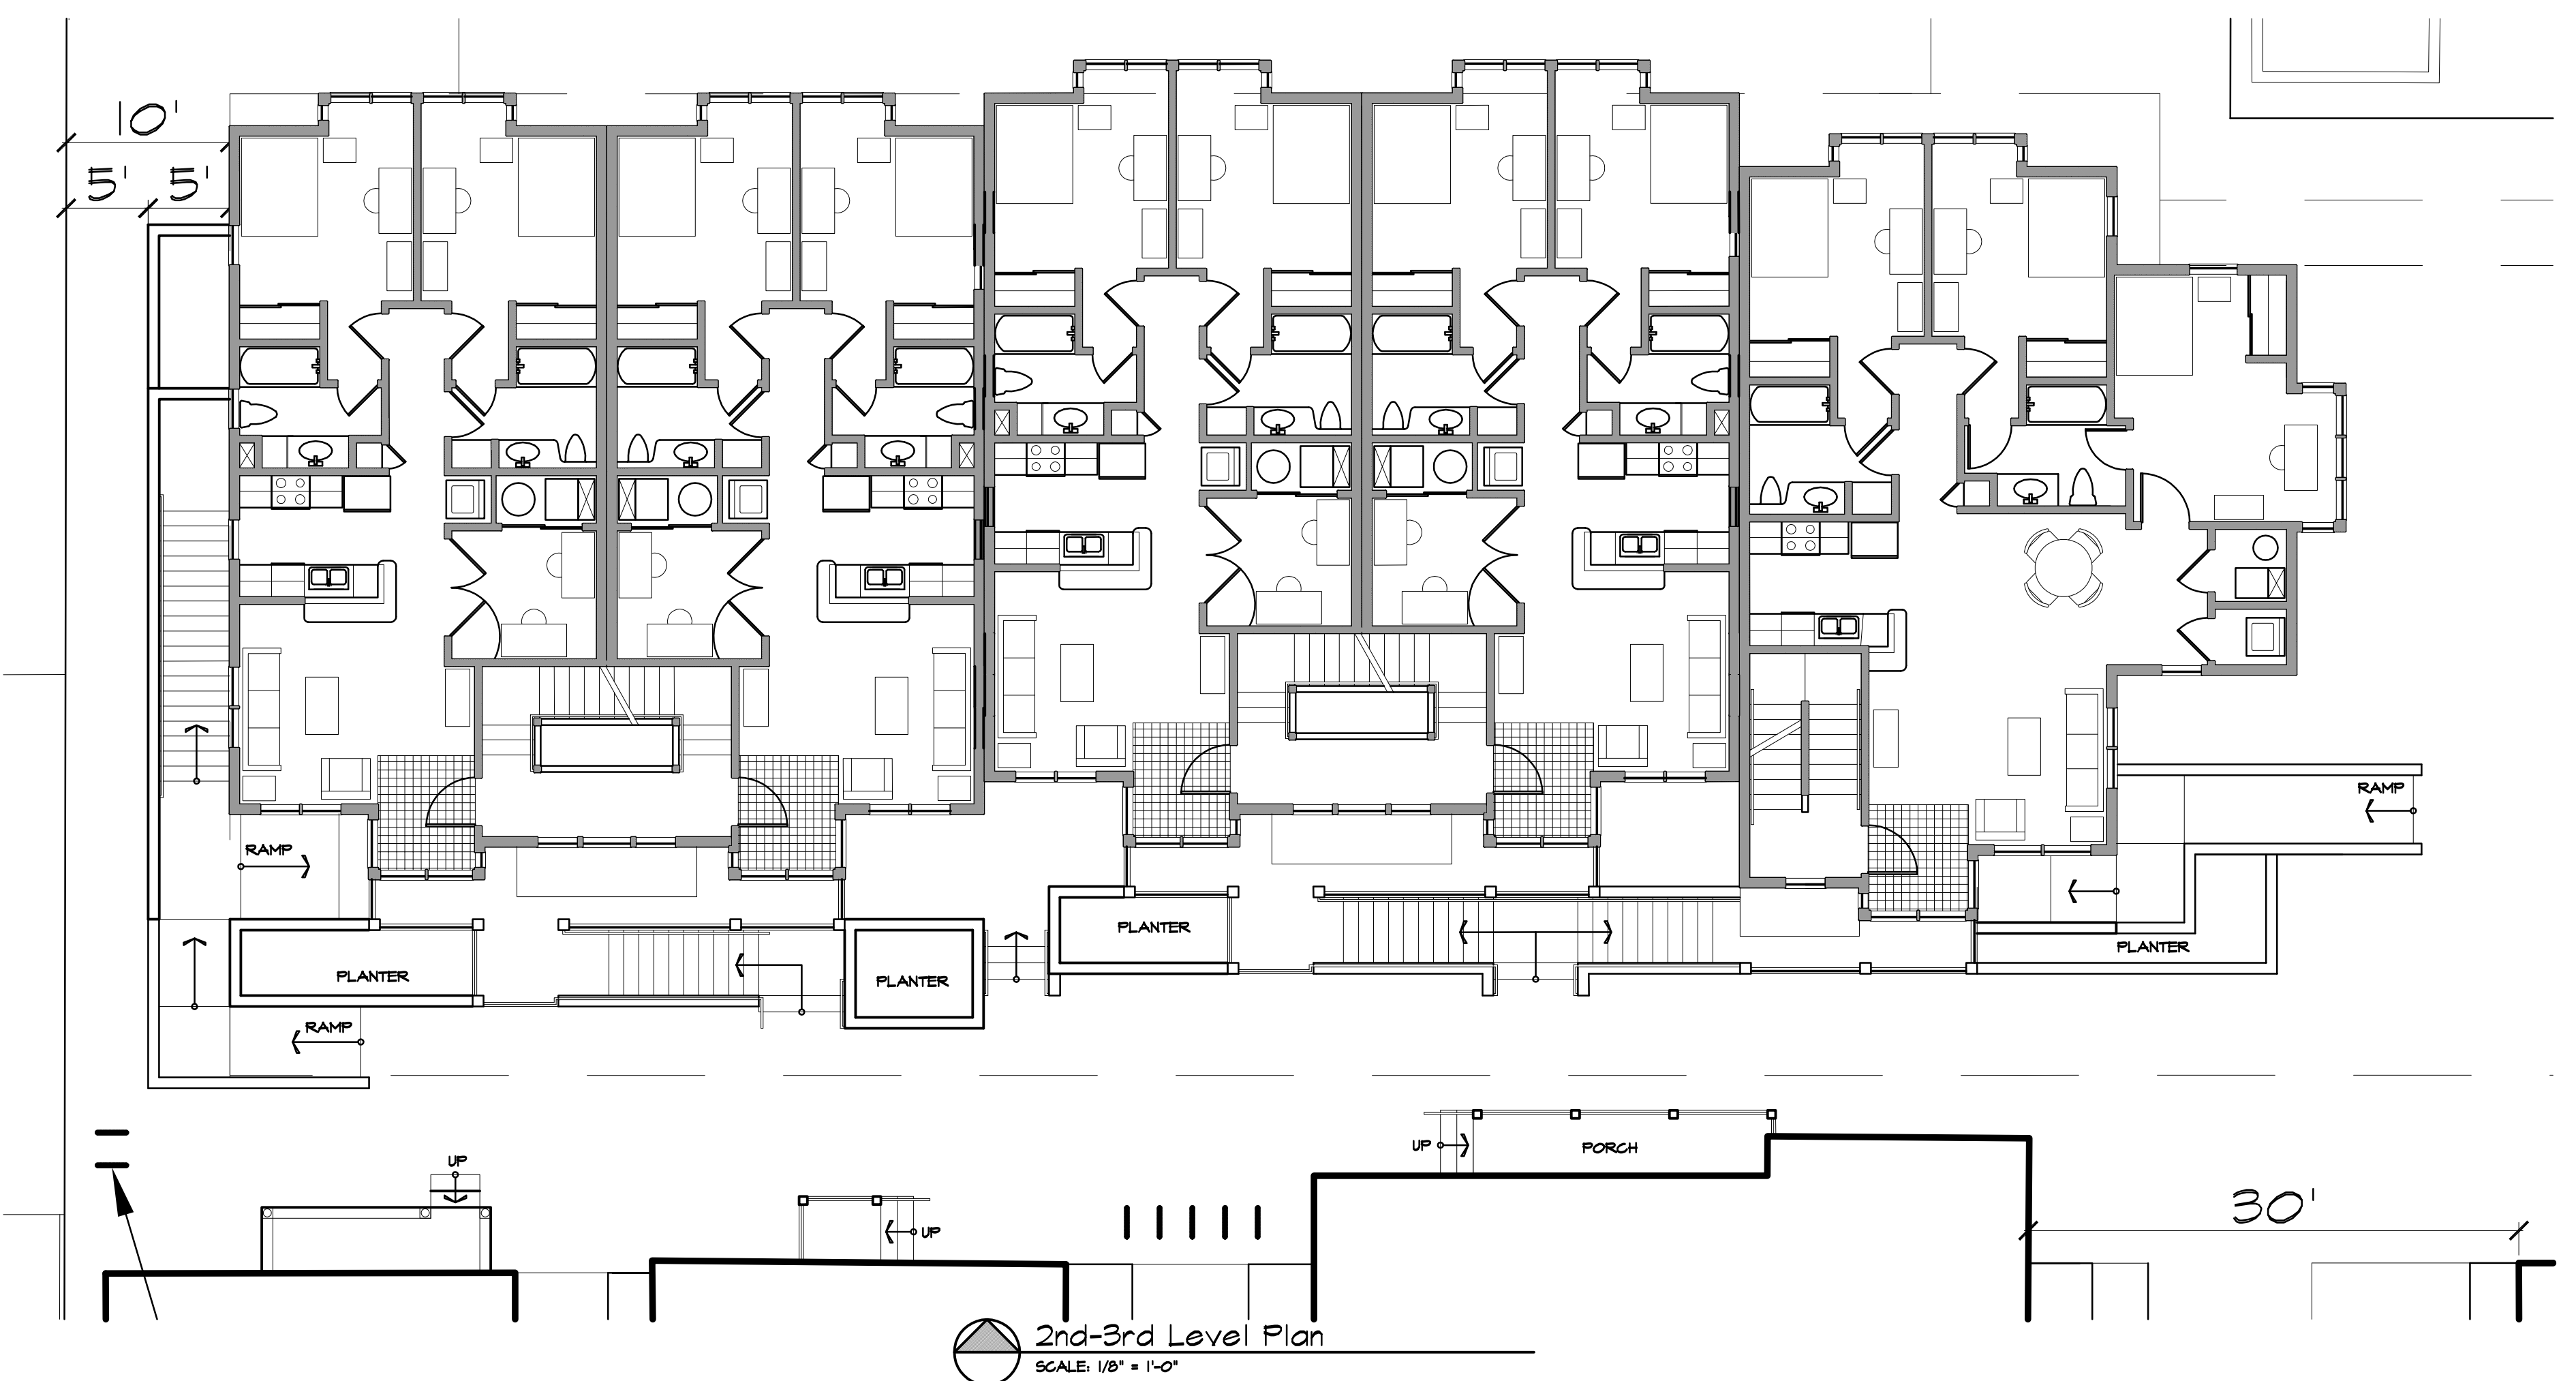 10'
5' 5'
RAMP
RAMP
PLANTER
PLANTER
PLANTER
PLANTER
RAMP
UP
UP
UP
PORCH
30'
2nd-3rd Level Plan
SCALE: 1/8" = 1'-0"